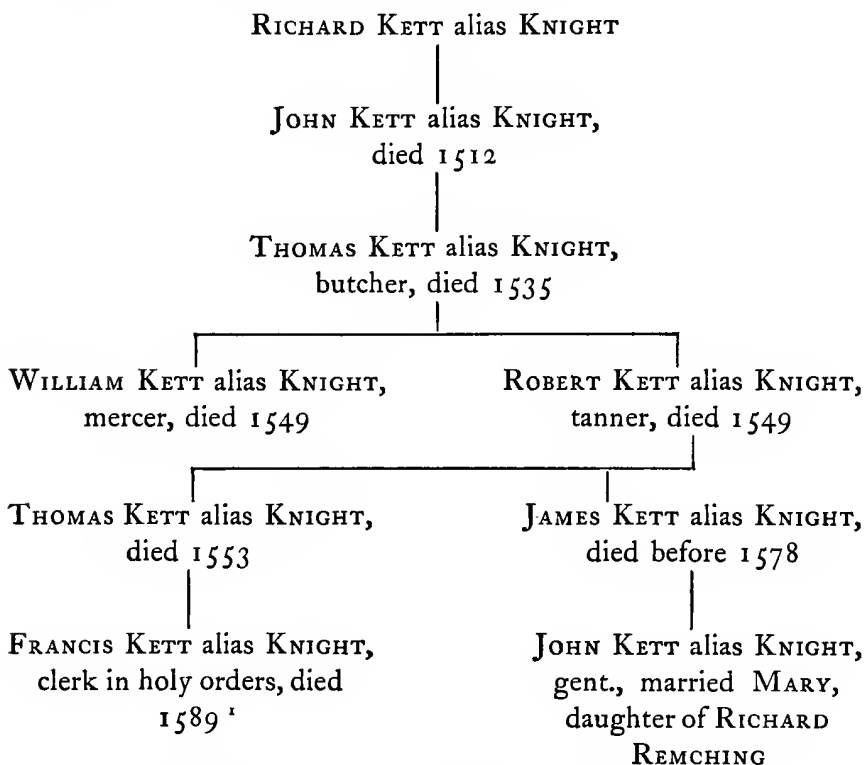 RICHARD KETT alias KNIGHT
JOHN KETT alias KNIGHT,
died 1512
THOMAS KETT alias KNIGHT,
butcher, died 1535
WILLIAM KETT alias KNIGHT,
mercer, died 1549
ROBERT KETT alias KNIGHT,
tanner, died 1549
THOMAS KETT alias KNIGHT,
died 1553
JAMES KETT alias KNIGHT,
died before 1578
FRANCIS KETT alias KNIGHT,
clerk in holy orders, died
1589 ¹
JOHN KETT alias KNIGHT,
gent., married MARY,
daughter of RICHARD
REMCHING